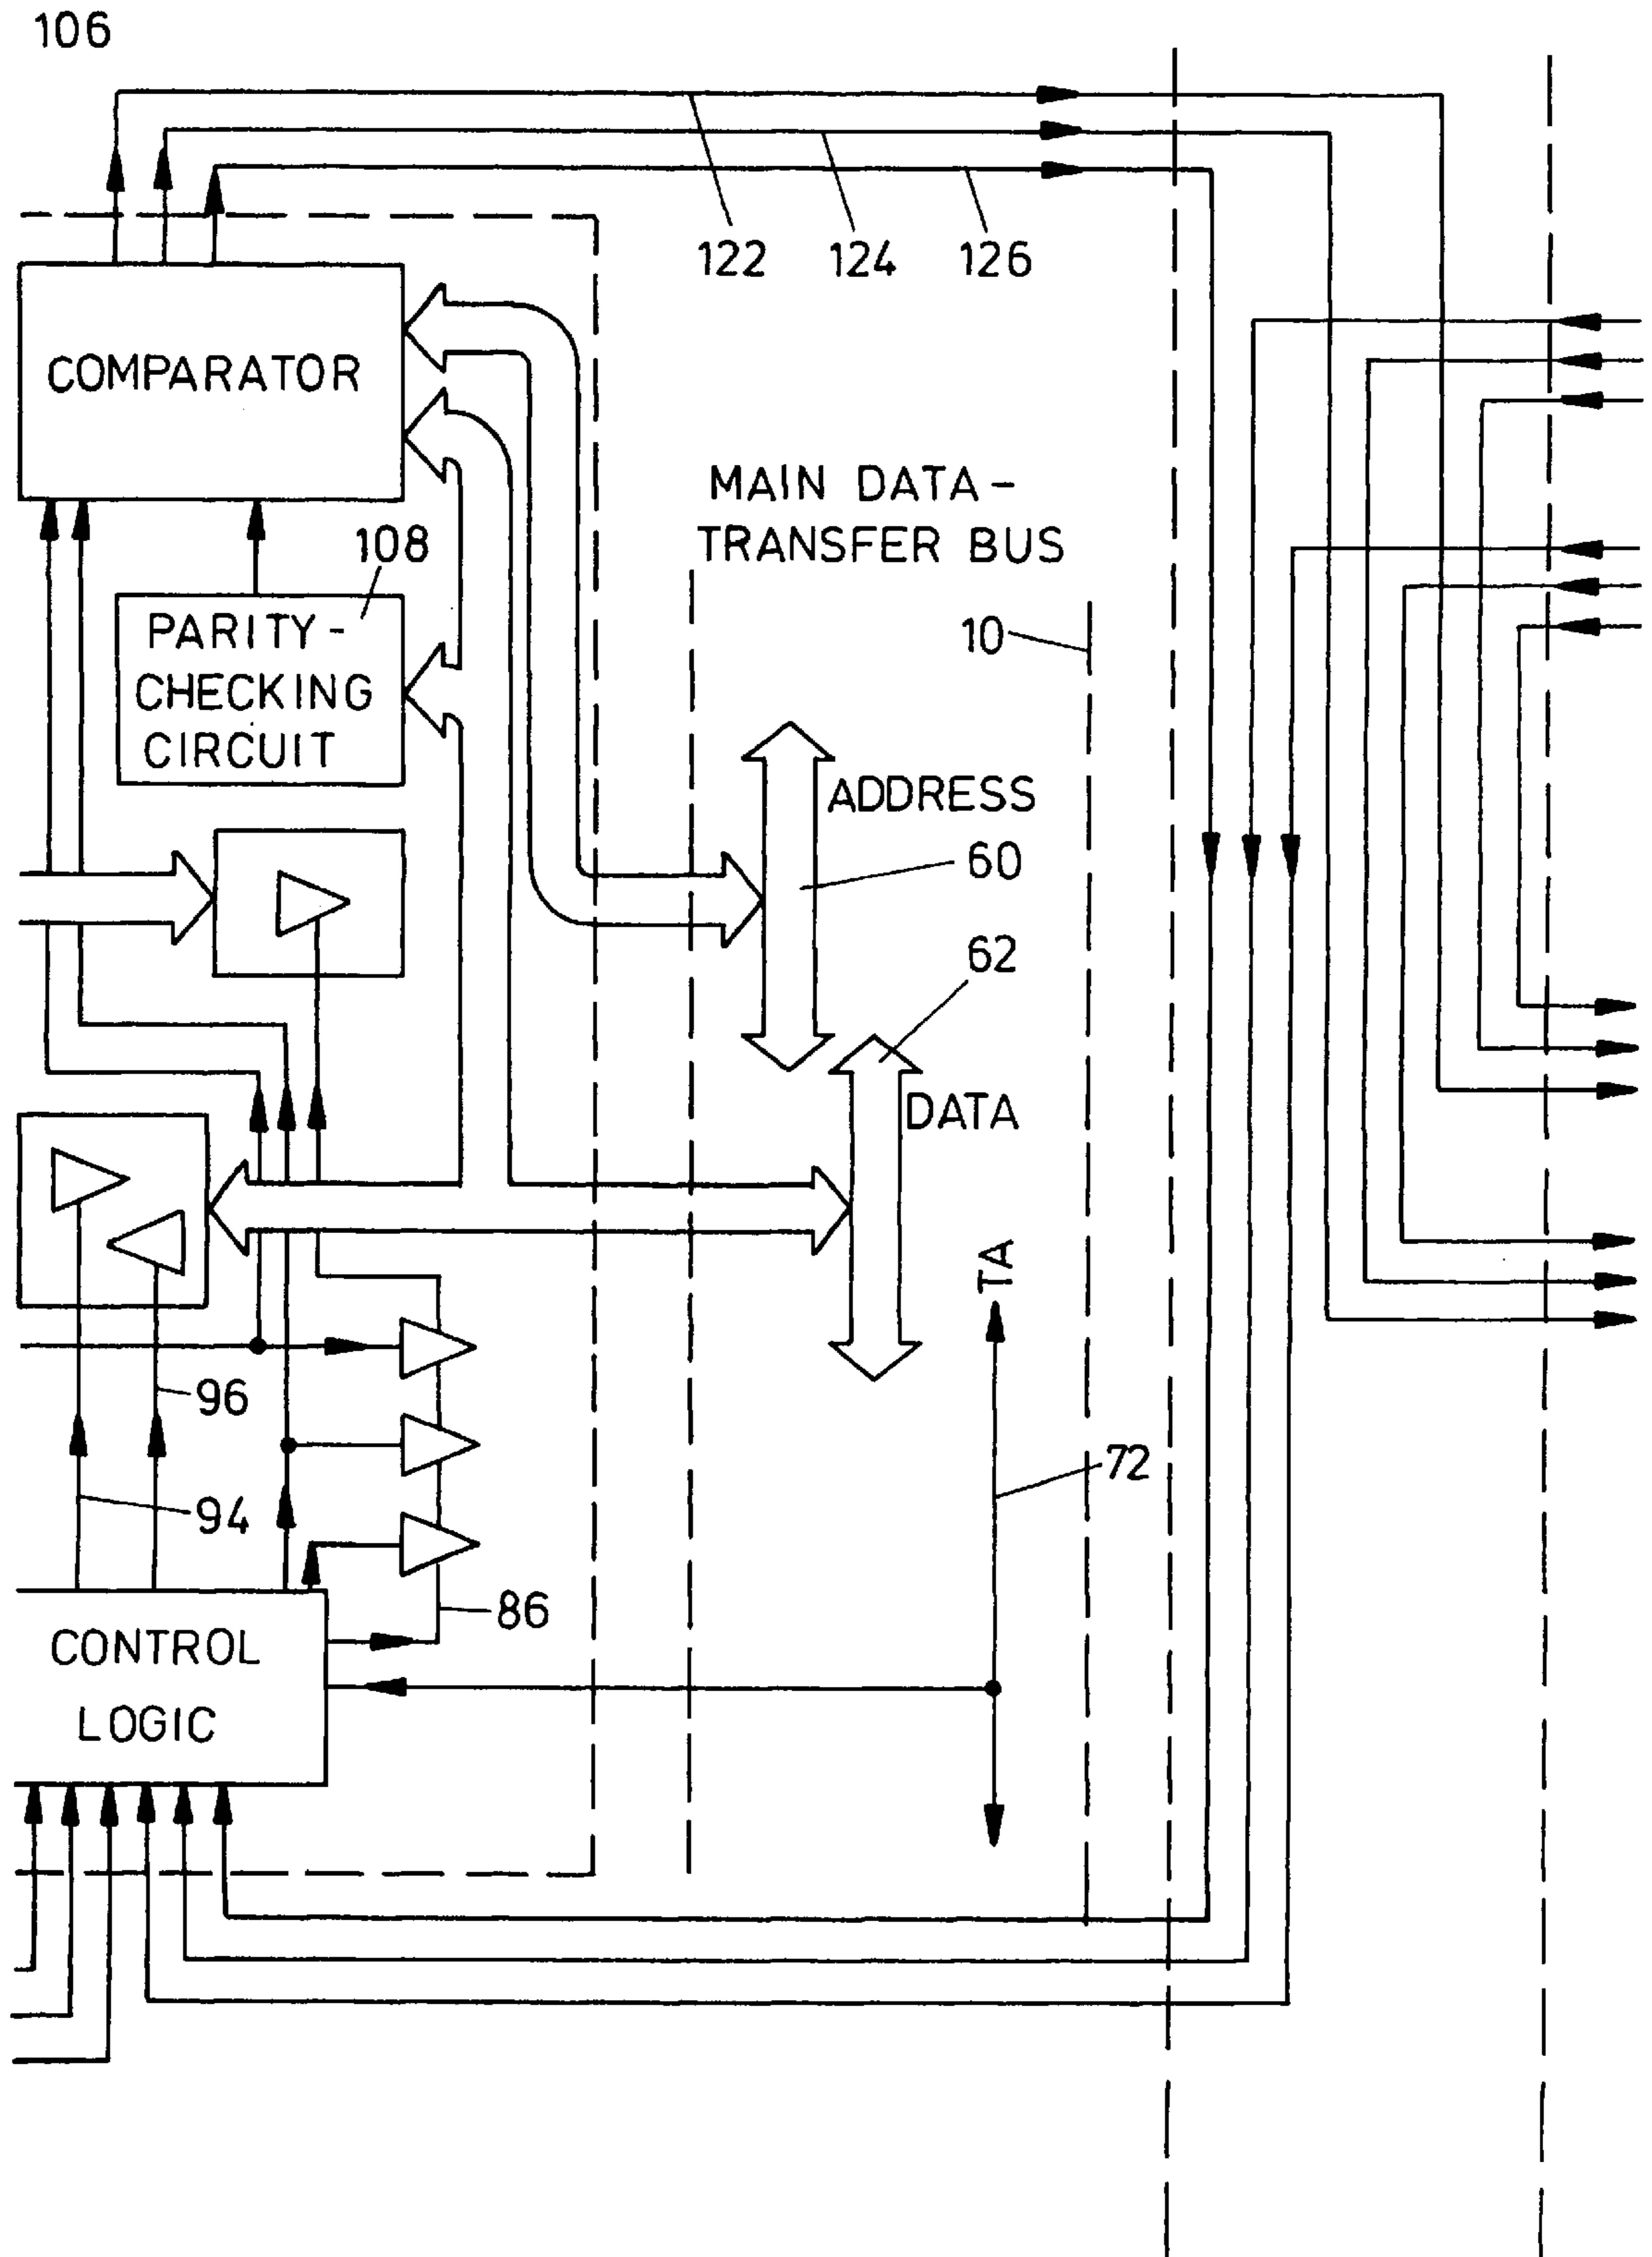 106
122
124
126
COMPARATOR
MAIN DATA-
TRANSFER BUS
108
PARITY-
CHECKING
CIRCUIT
10
ADDRESS
60
62
DATA
TA
96
72
94
86
CONTROL
LOGIC